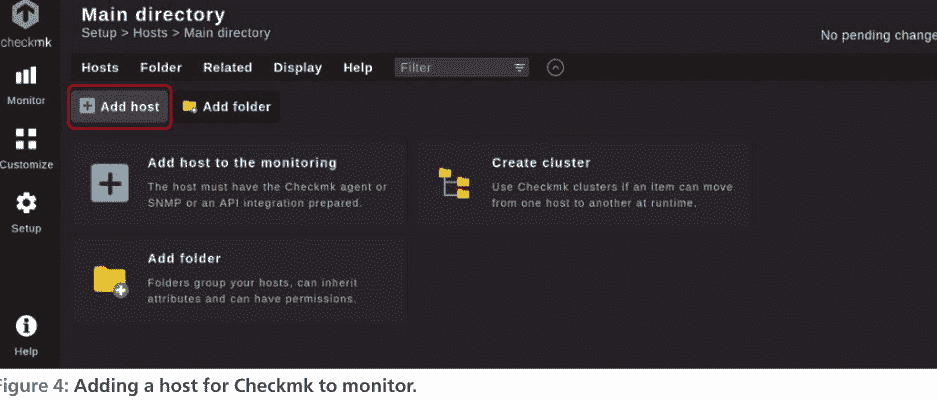 Main directory
Setup > Hosts > Main directory
No pending change
checkmk
Hosts Folder Related Display Help Filter
Monitor
Add host Add folder
Customize
Add host to the monitoring
The host must have the Checkmk agent or
SNMP or an API integration prepared.
Create cluster
Use Checkmk clusters if an item can move
from one host to another at runtime.
Setup
Add folder
Folders group your hosts, can inherit
attributes and can have permissions.
Help
igure 4: Adding a host for Checkmk to monitor.